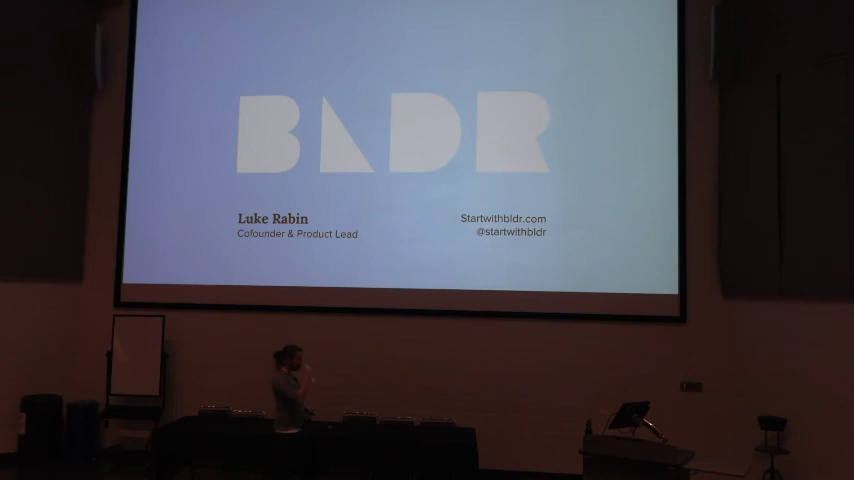 BLDR
Luke Rabin
Cofounder & Product Lead
Startwithbldr.com
@startwithbldr